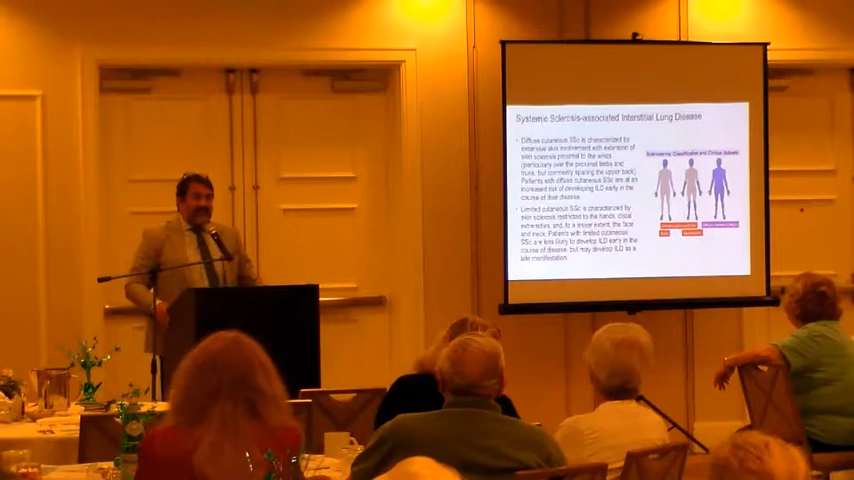 Systemic Sclerosis-associated Interstitial Lung Disease
• Diffuse cutaneous SSc is characterized by
extensive skin involvement with extension of
skin sclerosis proximal to the wrists
(particularly over the proximal limbs and
trunk, but commonly sparing the upper back).
Patients with diffuse cutaneous SSc are at an
increased risk of developing ILD early in the
course of their disease.
• Limited cutaneous SSc is characterized by
skin sclerosis restricted to the hands, distal
extremities, and, to a lesser extent, the face
and neck. Patients with limited cutaneous
SSc are less likely to develop ILD early in the
course of disease, but may develop ILD as a
late manifestation.
Scleroderma: Classification and Clinical Subsets